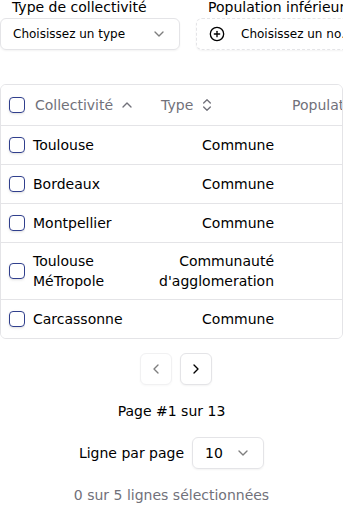 Type de collectivité Population inférieur
Choisissez un type Choisissez un no
Collectivité Type Populat
Toulouse Commune
Bordeaux Commune
Montpellier Commune
Toulouse MéTropole Communauté d'agglomeration
Carcassonne Commune
Page #1 sur 13
Ligne par page 10
0 sur 5 lignes sélectionnées